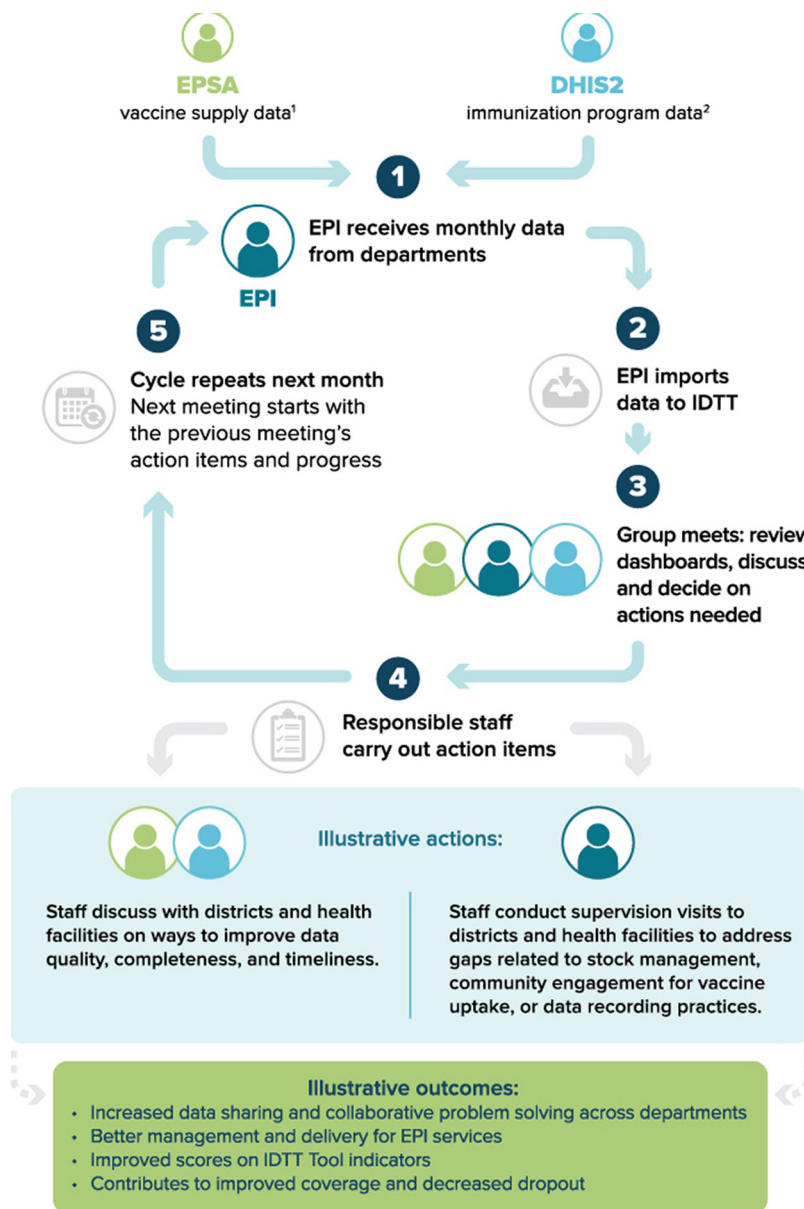 EPSA
vaccine supply data¹
DHIS2
immunization program data²
1
EPI receives monthly data
from departments
EPI
2
EPI imports
data to IDTT
3
Group meets: review
dashboards, discuss
and decide on
actions needed
4
Responsible staff
carry out action items
5
Cycle repeats next month
Next meeting starts with
the previous meeting's
action items and progress
Illustrative actions:
Staff discuss with districts and health
facilities on ways to improve data
quality, completeness, and timeliness.
Staff conduct supervision visits to
districts and health facilities to address
gaps related to stock management,
community engagement for vaccine
uptake, or data recording practices.
Illustrative outcomes:
• Increased data sharing and collaborative problem solving across departments
• Better management and delivery for EPI services
• Improved scores on IDTT Tool indicators
• Contributes to improved coverage and decreased dropout